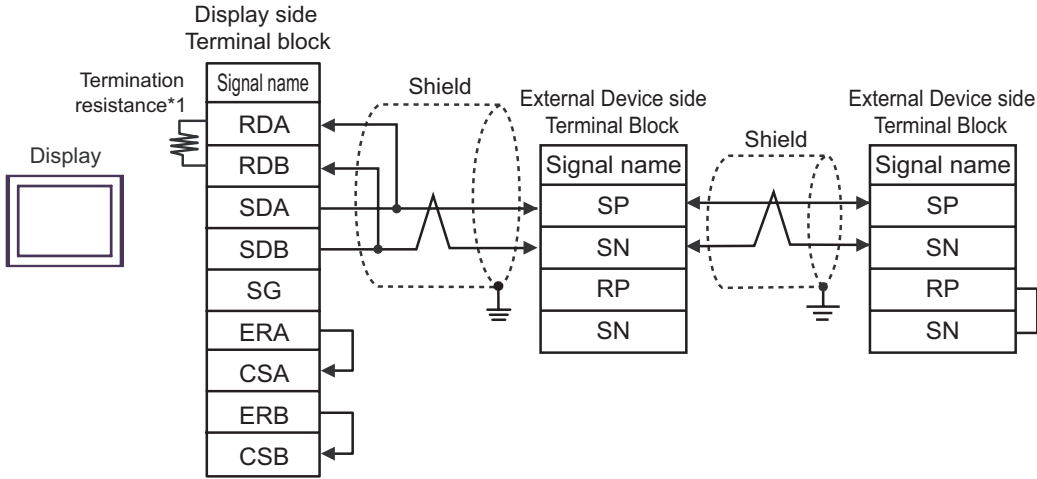 Display side
Terminal block
Termination
resistance*1
Display
Signal name
RDA
RDB
SDA
SDB
SG
ERA
CSA
ERB
CSB
Shield
External Device side
Terminal Block
Signal name
SP
SN
RP
SN
Shield
External Device side
Terminal Block
Signal name
SP
SN
RP
SN